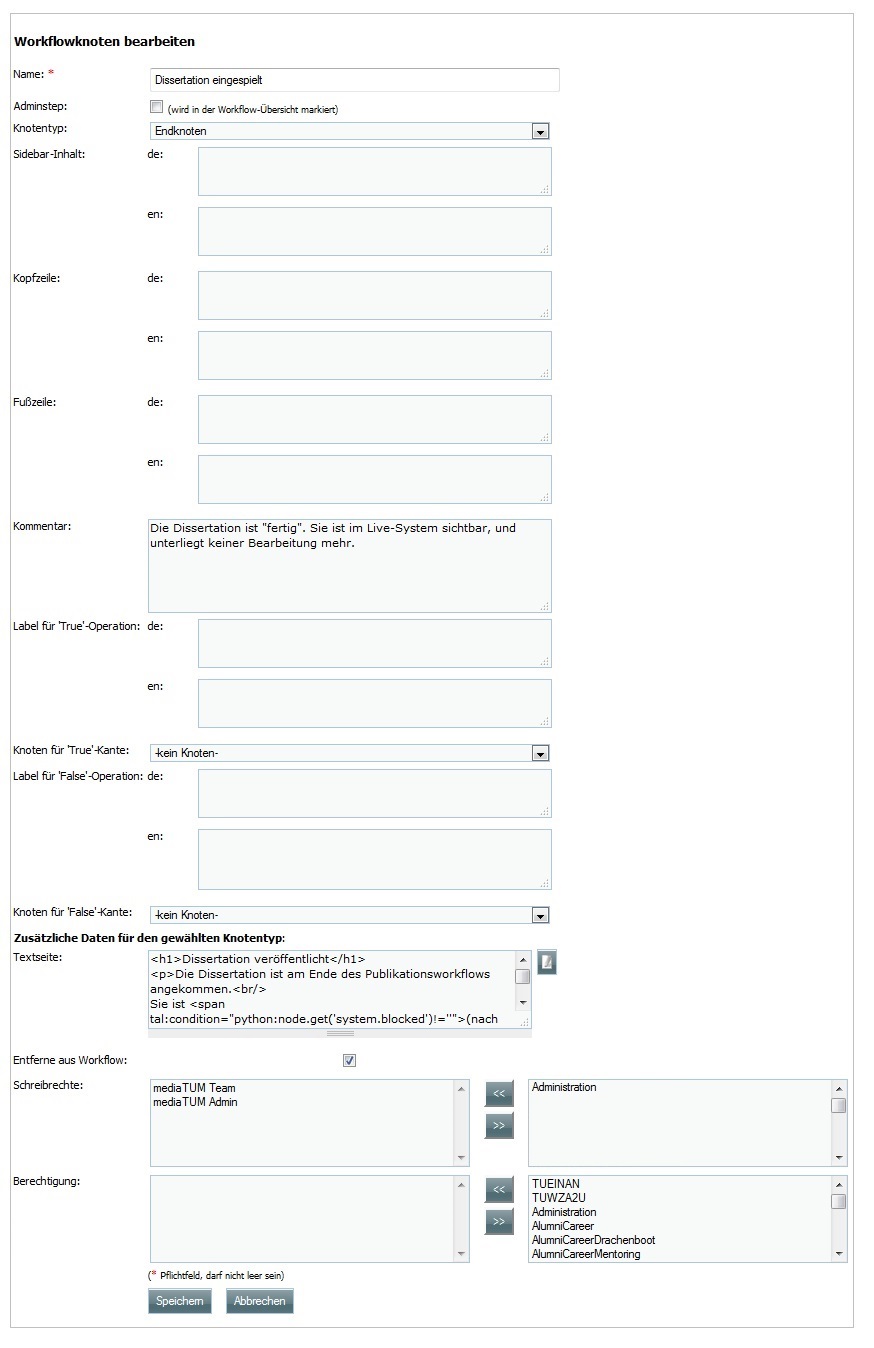 Workflowknoten bearbeiten
Name: *
Dissertation eingespielt
Adminstep:
(wird in der Workflow-Übersicht markiert)
Knotentyp:
Endknoten
Sidebar-Inhalt: de:
en:
Kopfzeile: de:
en:
Fußzeile: de:
en:
Kommentar:
Die Dissertation ist "fertig". Sie ist im Live-System sichtbar, und
unterliegt keiner Bearbeitung mehr.
Label für 'True'-Operation: de:
en:
Knoten für 'True'-Kante:
-kein Knoten-
Label für 'False'-Operation: de:
en:
Knoten für 'False'-Kante:
-kein Knoten-
Zusätzliche Daten für den gewählten Knotentyp:
Textseite:
<h1>Dissertation veröffentlicht</h1>
<p>Die Dissertation ist am Ende des Publikationsworkflows
angekommen.<br/>
Sie ist <span
tal:condition="python:node.get('system.blocked')!=''">(nach
Entferne aus Workflow:
Schreibrechte:
mediaTUM Team
mediaTUM Admin
<<
>>
Administration
Berechtigung:
<<
>>
TUEINAN
TUWZA2U
Administration
AlumniCareer
AlumniCareerDrachenboot
AlumniCareerMentoring
(* Pflichtfeld, darf nicht leer sein)
Speichern Abbrechen